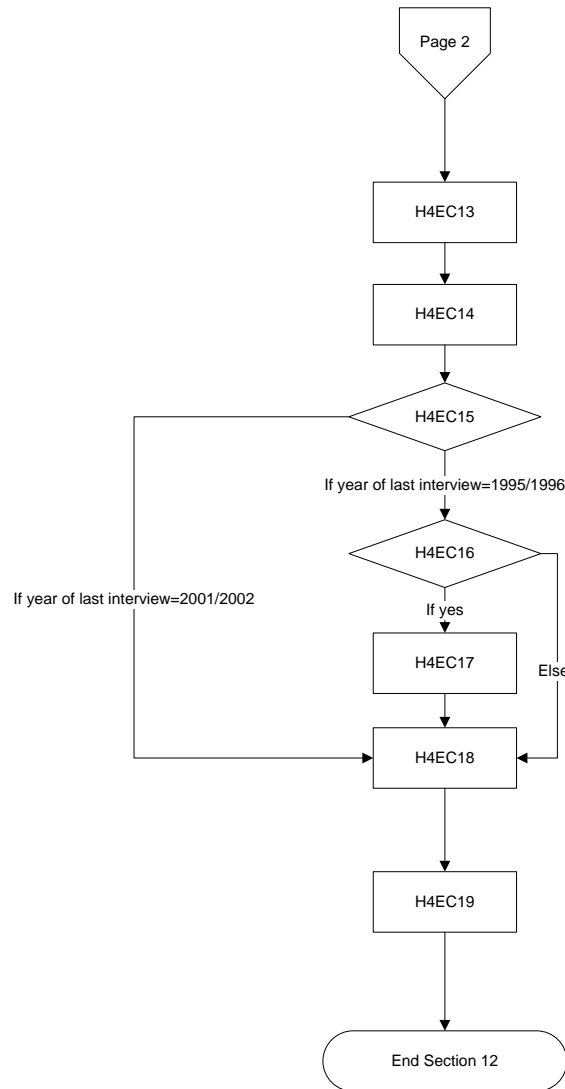 Page 2
H4EC13
H4EC14
H4EC15
If year of last interview=1995/1996
H4EC16
If year of last interview=2001/2002
If yes
H4EC17
Else
H4EC18
H4EC19
End Section 12